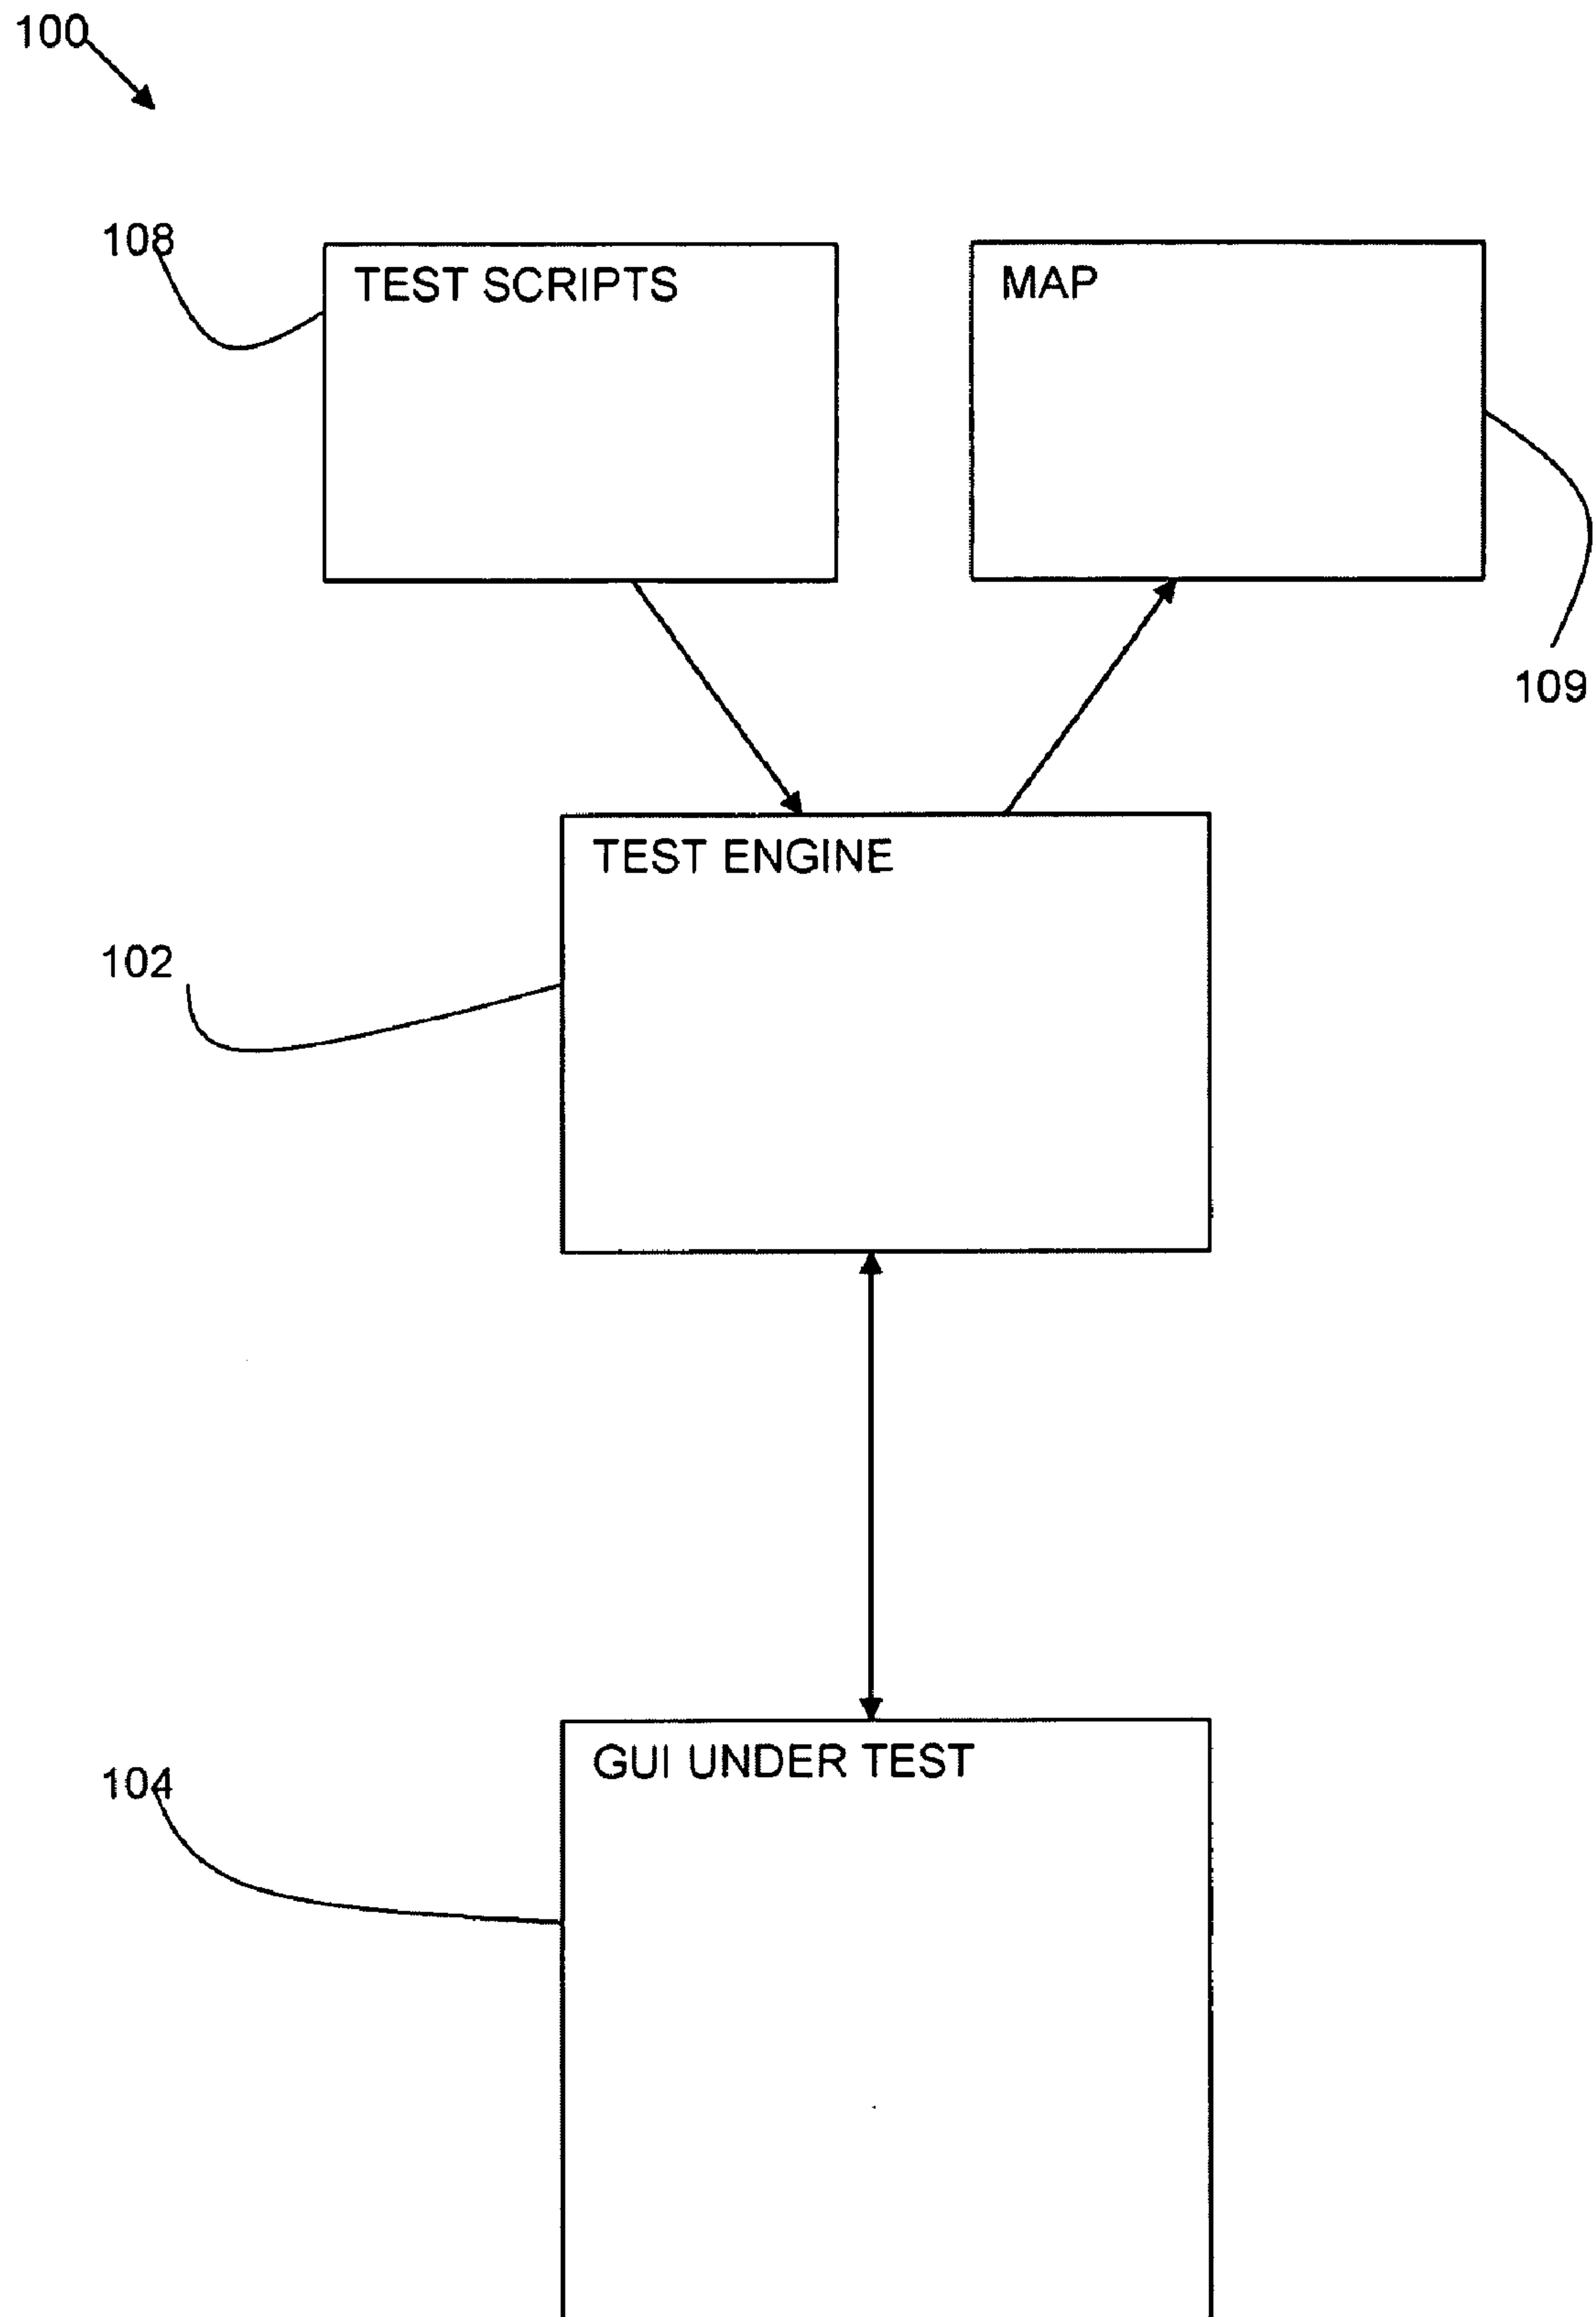 100
108
TEST SCRIPTS
MAP
109
TEST ENGINE
102
GUI UNDER TEST
104